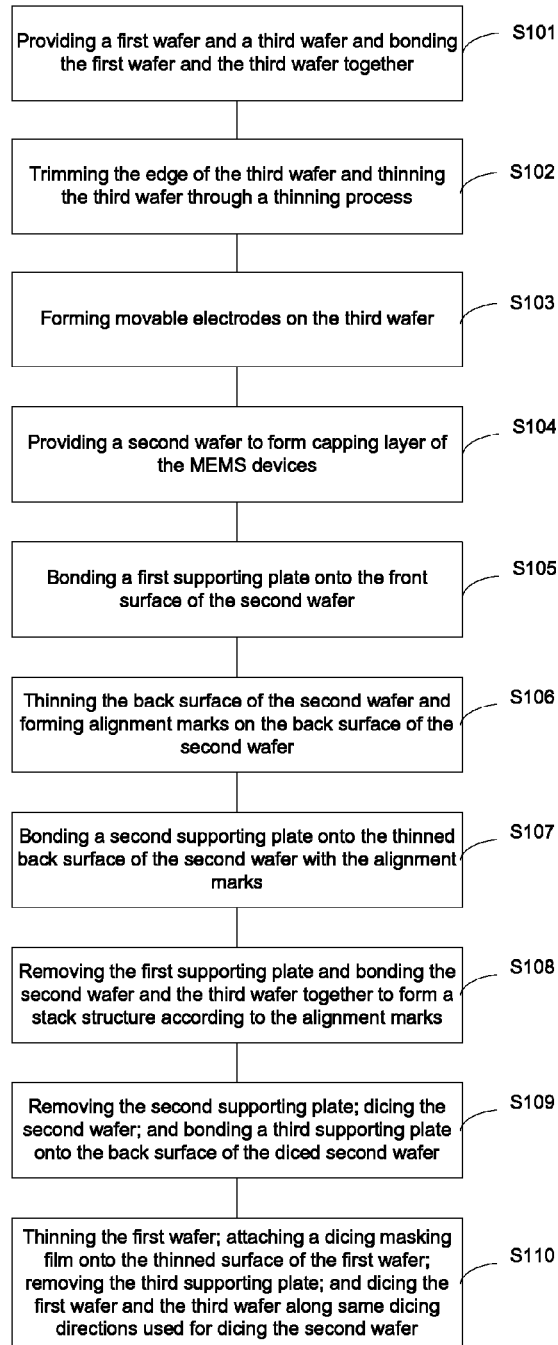 Providing a first wafer and a third wafer and bonding
the first wafer and the third wafer together
S101
Trimming the edge of the third wafer and thinning
the third wafer through a thinning process
S102
Forming movable electrodes on the third wafer
S103
Providing a second wafer to form capping layer of
the MEMS devices
S104
Bonding a first supporting plate onto the front
surface of the second wafer
S105
Thinning the back surface of the second wafer and
forming alignment marks on the back surface of the
second wafer
S106
Bonding a second supporting plate onto the thinned
back surface of the second wafer with the alignment
marks
S107
Removing the first supporting plate and bonding the
second wafer and the third wafer together to form a
stack structure according to the alignment marks
S108
Removing the second supporting plate; dicing the
second wafer; and bonding a third supporting plate
onto the back surface of the diced second wafer
S109
Thinning the first wafer; attaching a dicing masking
film onto the thinned surface of the first wafer;
removing the third supporting plate; and dicing the
first wafer and the third wafer along same dicing
directions used for dicing the second wafer
S110